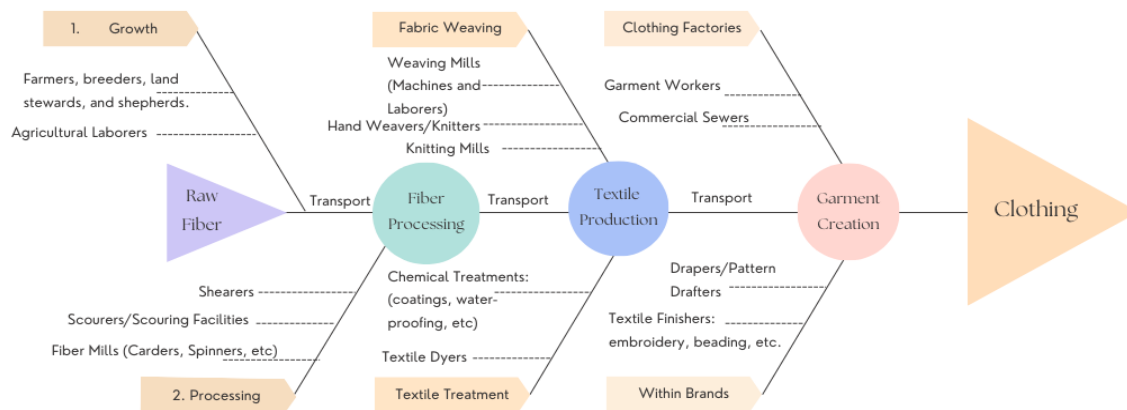 1. Growth
Farmers, breeders, land
stewards, and shepherds.
Agricultural Laborers
Fabric Weaving
Weaving Mills
(Machines and
Laborers)
Hand Weavers/Knitters
Knitting Mills
Clothing Factories
Garment Workers
Commercial Sewers
Raw
Fiber
Transport
Fiber
Processing
Transport
Textile
Production
Transport
Garment
Creation
Clothing
Shearers
Scourers/Scouring Facilities
Fiber Mills (Carders, Spinners, etc)
2. Processing
Chemical Treatments:
(coatings, water-
proofing, etc)
Textile Dyers
Textile Treatment
Drapers/Pattern
Drafters
Textile Finishers:
embroidery, beading, etc.
Within Brands